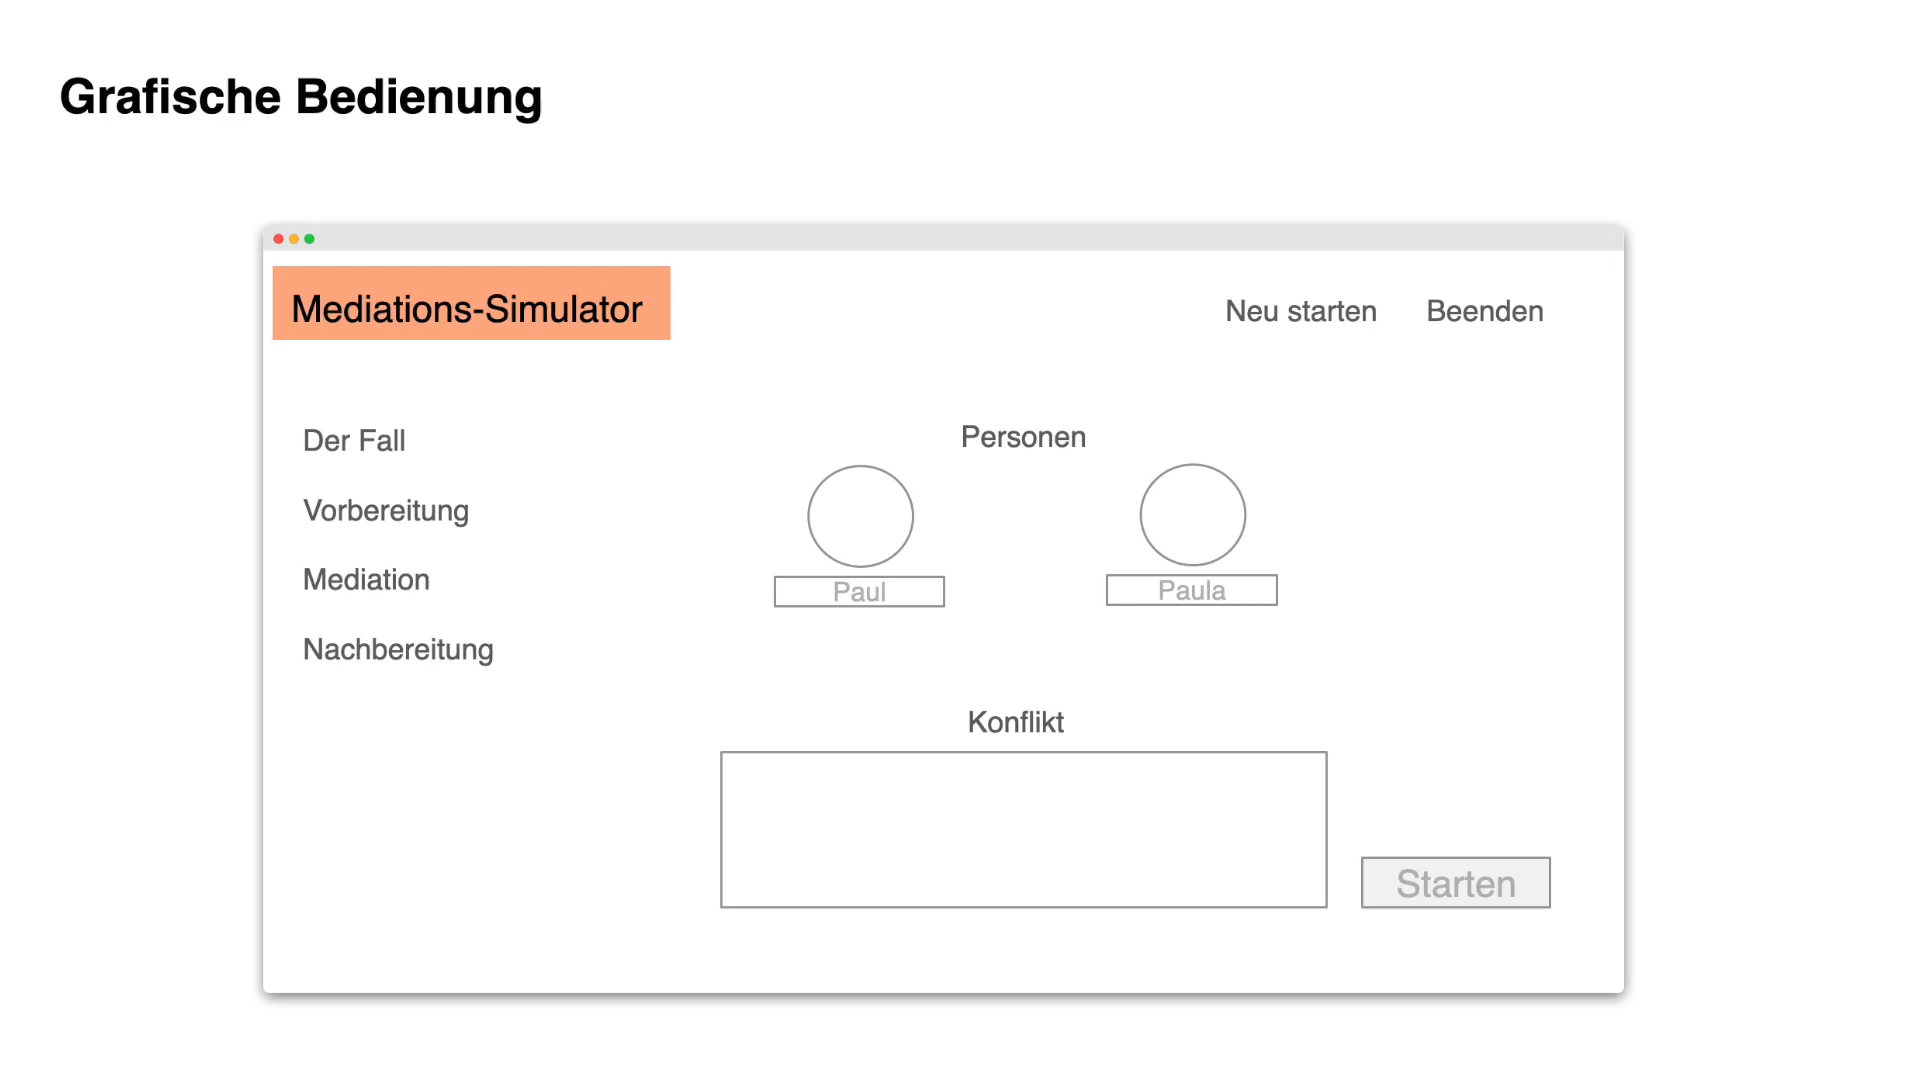 Grafische Bedienung
Mediations-Simulator
Neu starten
Beenden
Der Fall
Vorbereitung
Mediation
Nachbereitung
Personen
Paul
Paula
Konflikt
Starten